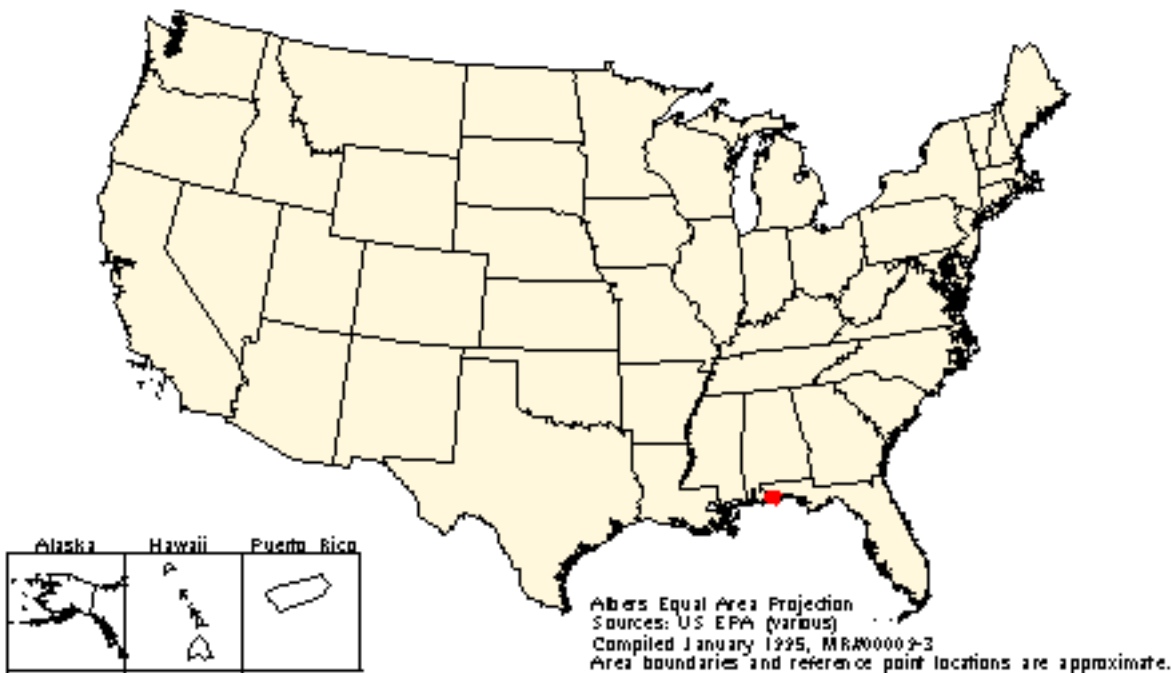 Alaska Hawaii Puerto Rico
Albers Equal Area Projection
Sources: US EPA (various)
Compiled January 1995, MR#00009-3
Area boundaries and reference point locations are approximate.